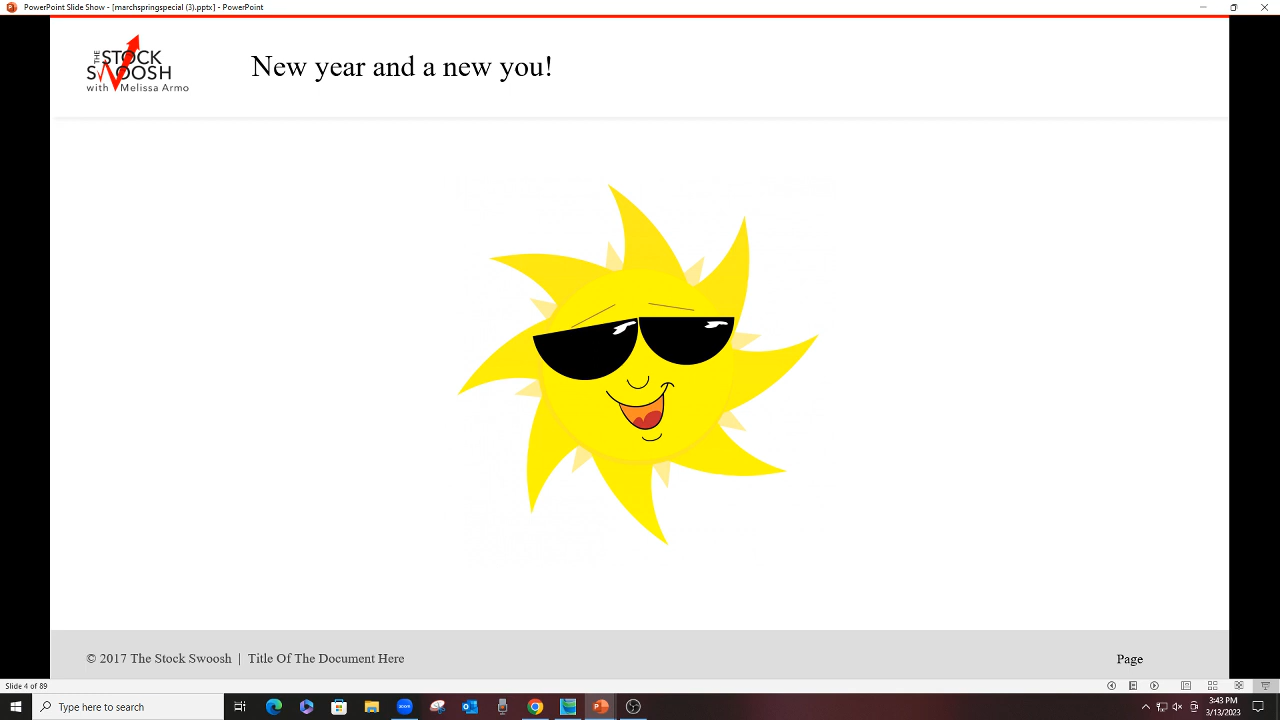 PowerPoint Slide Show - [marchspringspecial (3).pptx] - PowerPoint
THE STOCK
SWOOSH
with Melissa Armo
New year and a new you!
© 2017 The Stock Swoosh | Title Of The Document Here
Page
Slide 4 of 89
Type here to search
zoom
3:43 PM
3/13/2023